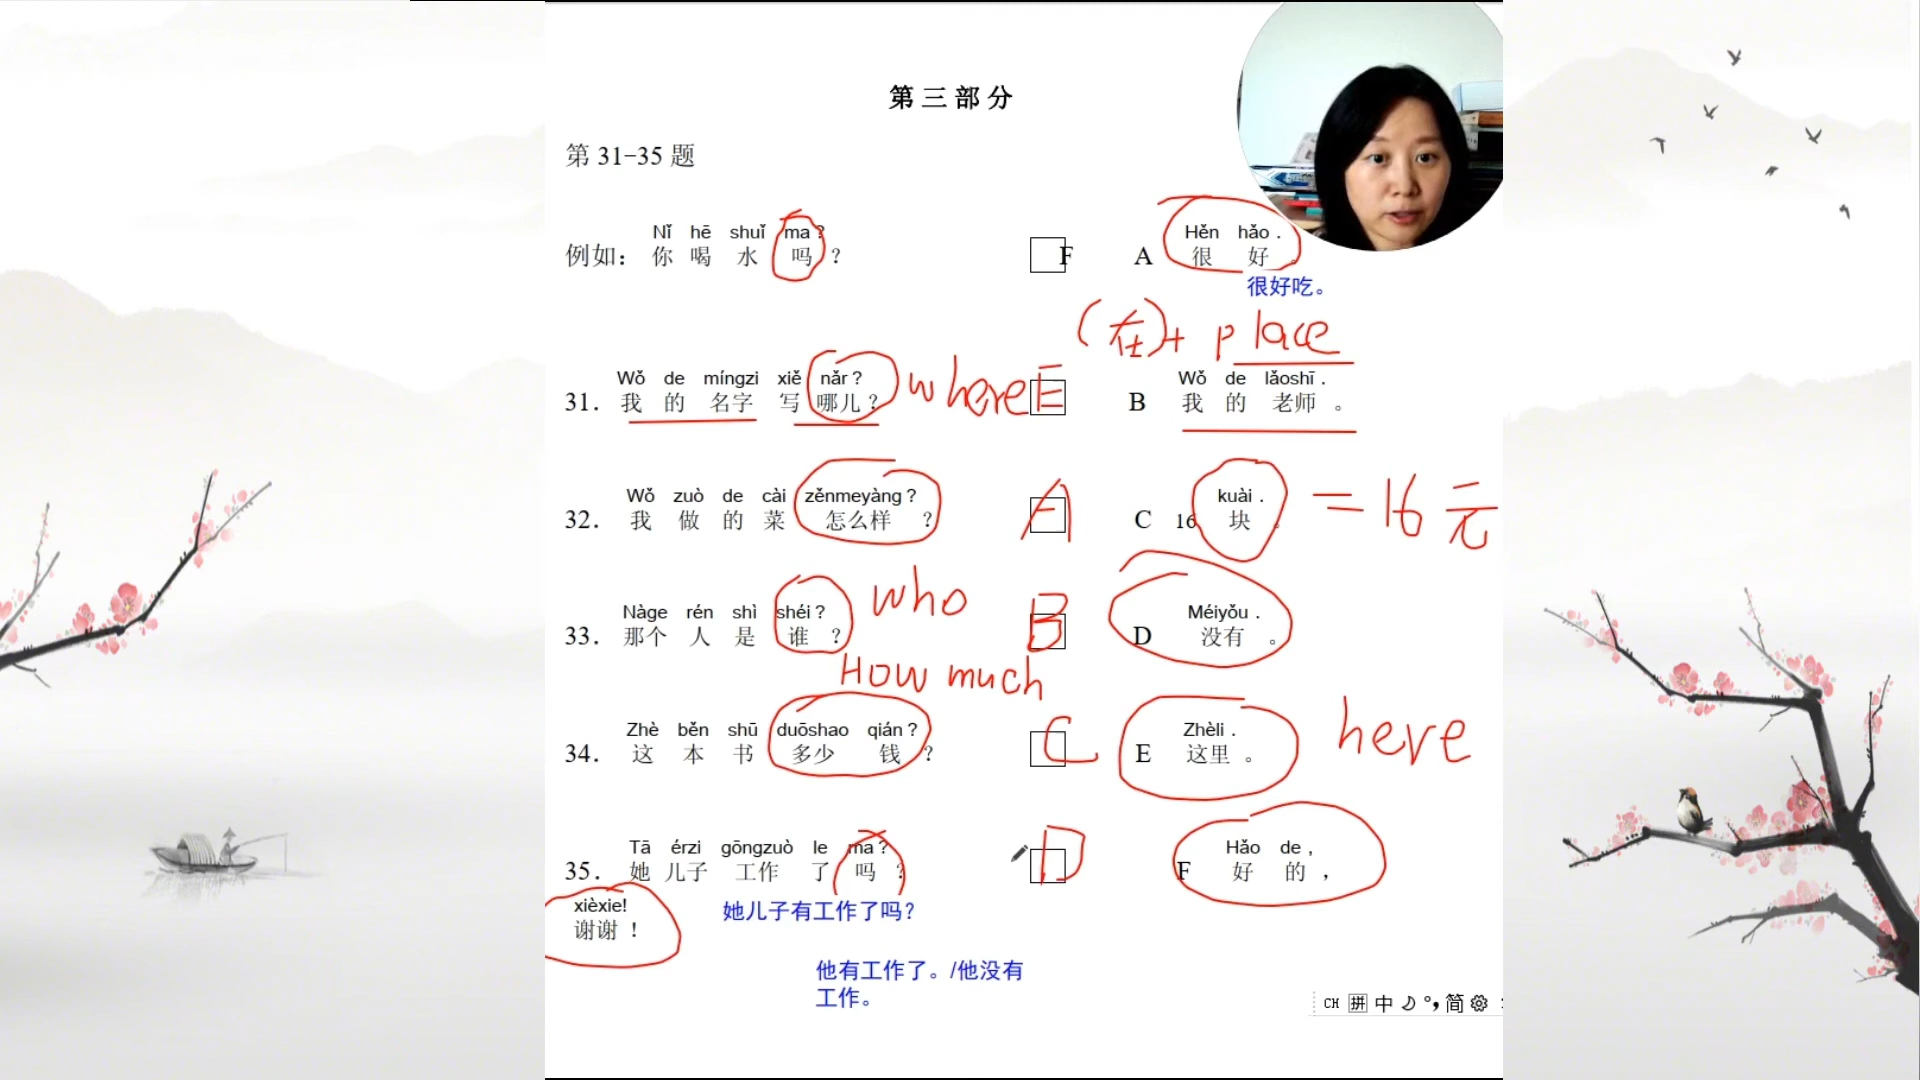 第三部分
第 31-35 题
Nǐ hē shuǐ ma?
例如： 你 喝 水 吗 ？ F
Hěn hǎo.
A 很 好 。
很好吃。
(在)+ place
Wǒ de míngzi xiě nǎr?
31. 我 的 名字 写 哪儿？ where E
Wǒ de lǎoshī.
B 我 的 老师 。
Wǒ zuò de cài zěnmeyàng?
32. 我 做 的 菜 怎么样 ？ A
kuài.
C 16 块 。 = 16 元
Nàge rén shì shéi?
33. 那个 人 是 谁 ？ who B
Méiyǒu.
D 没有 。
How much
Zhè běn shū duōshao qián?
34. 这 本 书 多少 钱 ？ C
Zhèli.
E 这里 。 here
Tā érzi gōngzuò le ma?
35. 她 儿子 工作 了 吗 ？ D
Hǎo de,
F 好 的 ，
xièxie!
谢谢 ！
她儿子有工作了吗？
他有工作了。/他没有
工作。
CH 拼 中 简